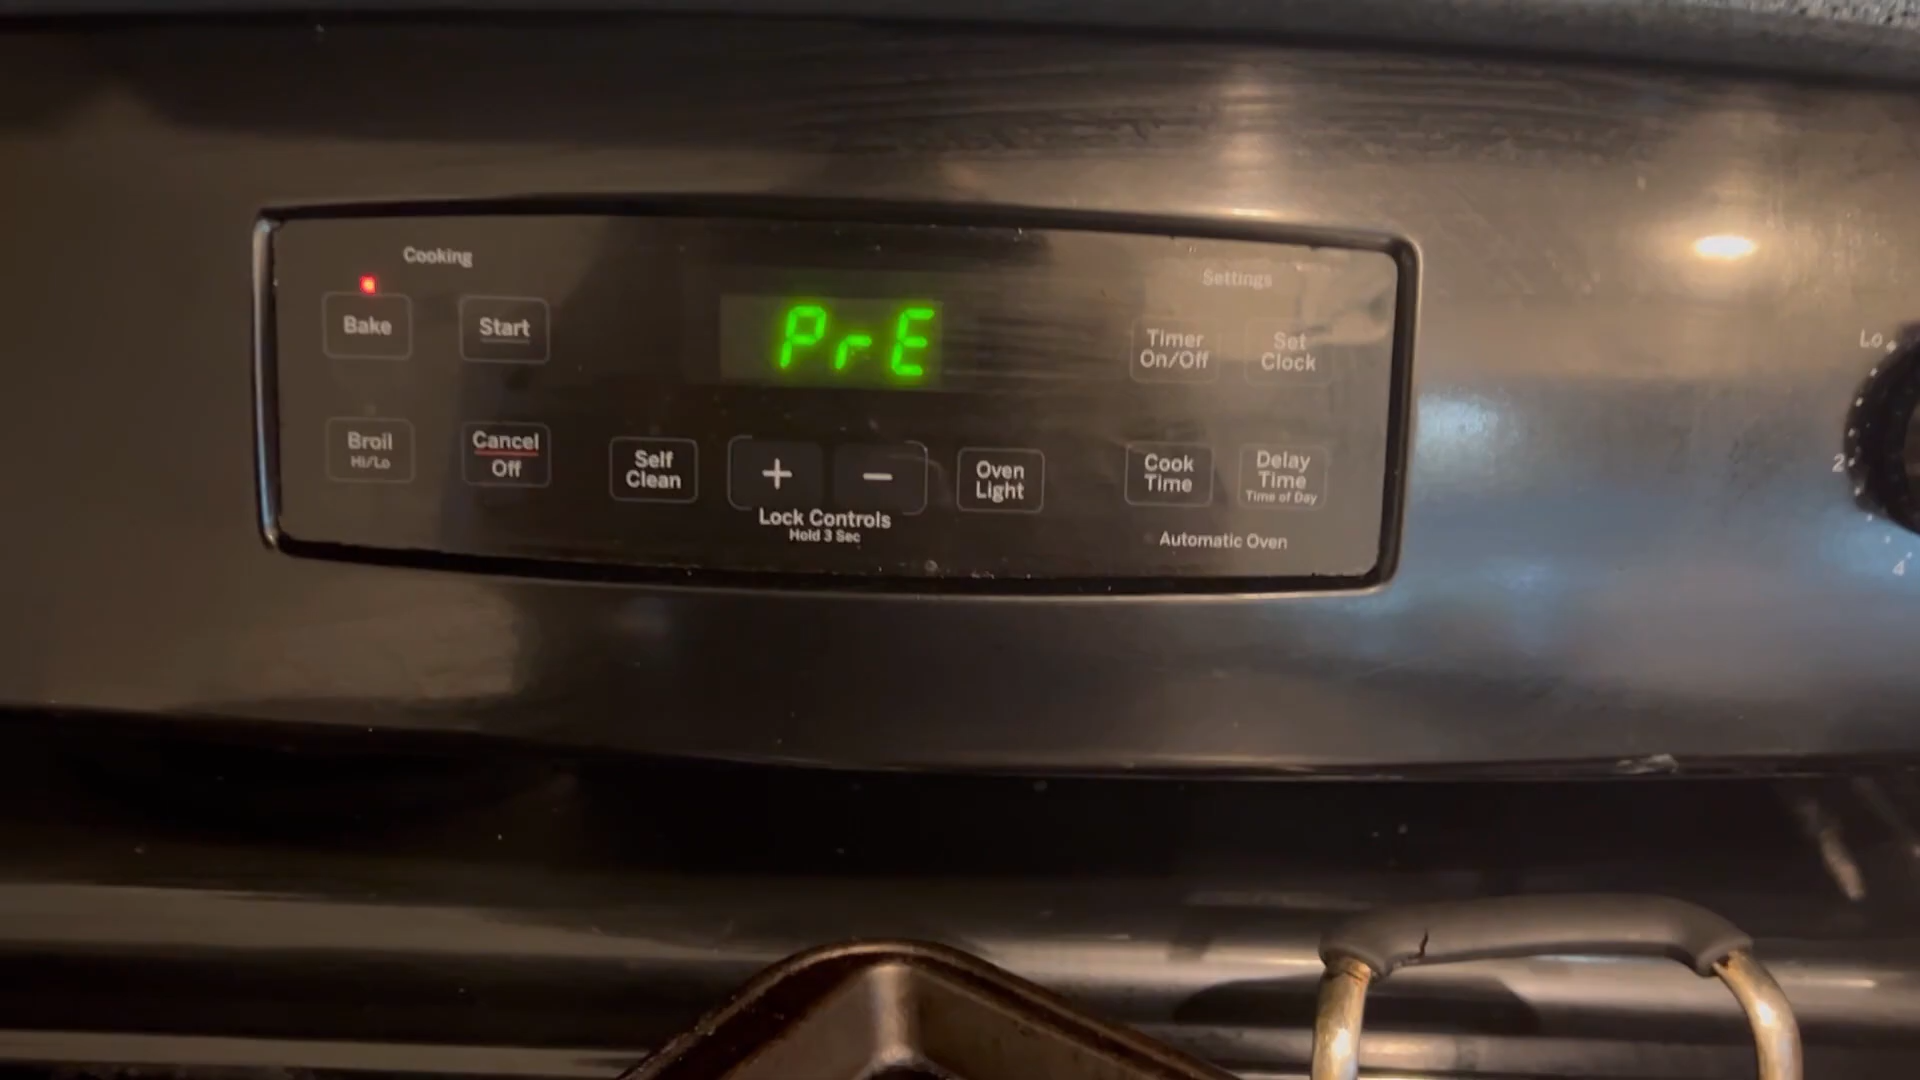 Cooking
Settings
Bake
Start
PrE
Timer
On/Off
Set
Clock
Broil
Hi/Lo
Cancel
Off
Self
Clean
+
−
Lock Controls
Hold 3 Sec
Oven
Light
Cook
Time
Delay
Time
Time of Day
Automatic Oven
Lo
2
4